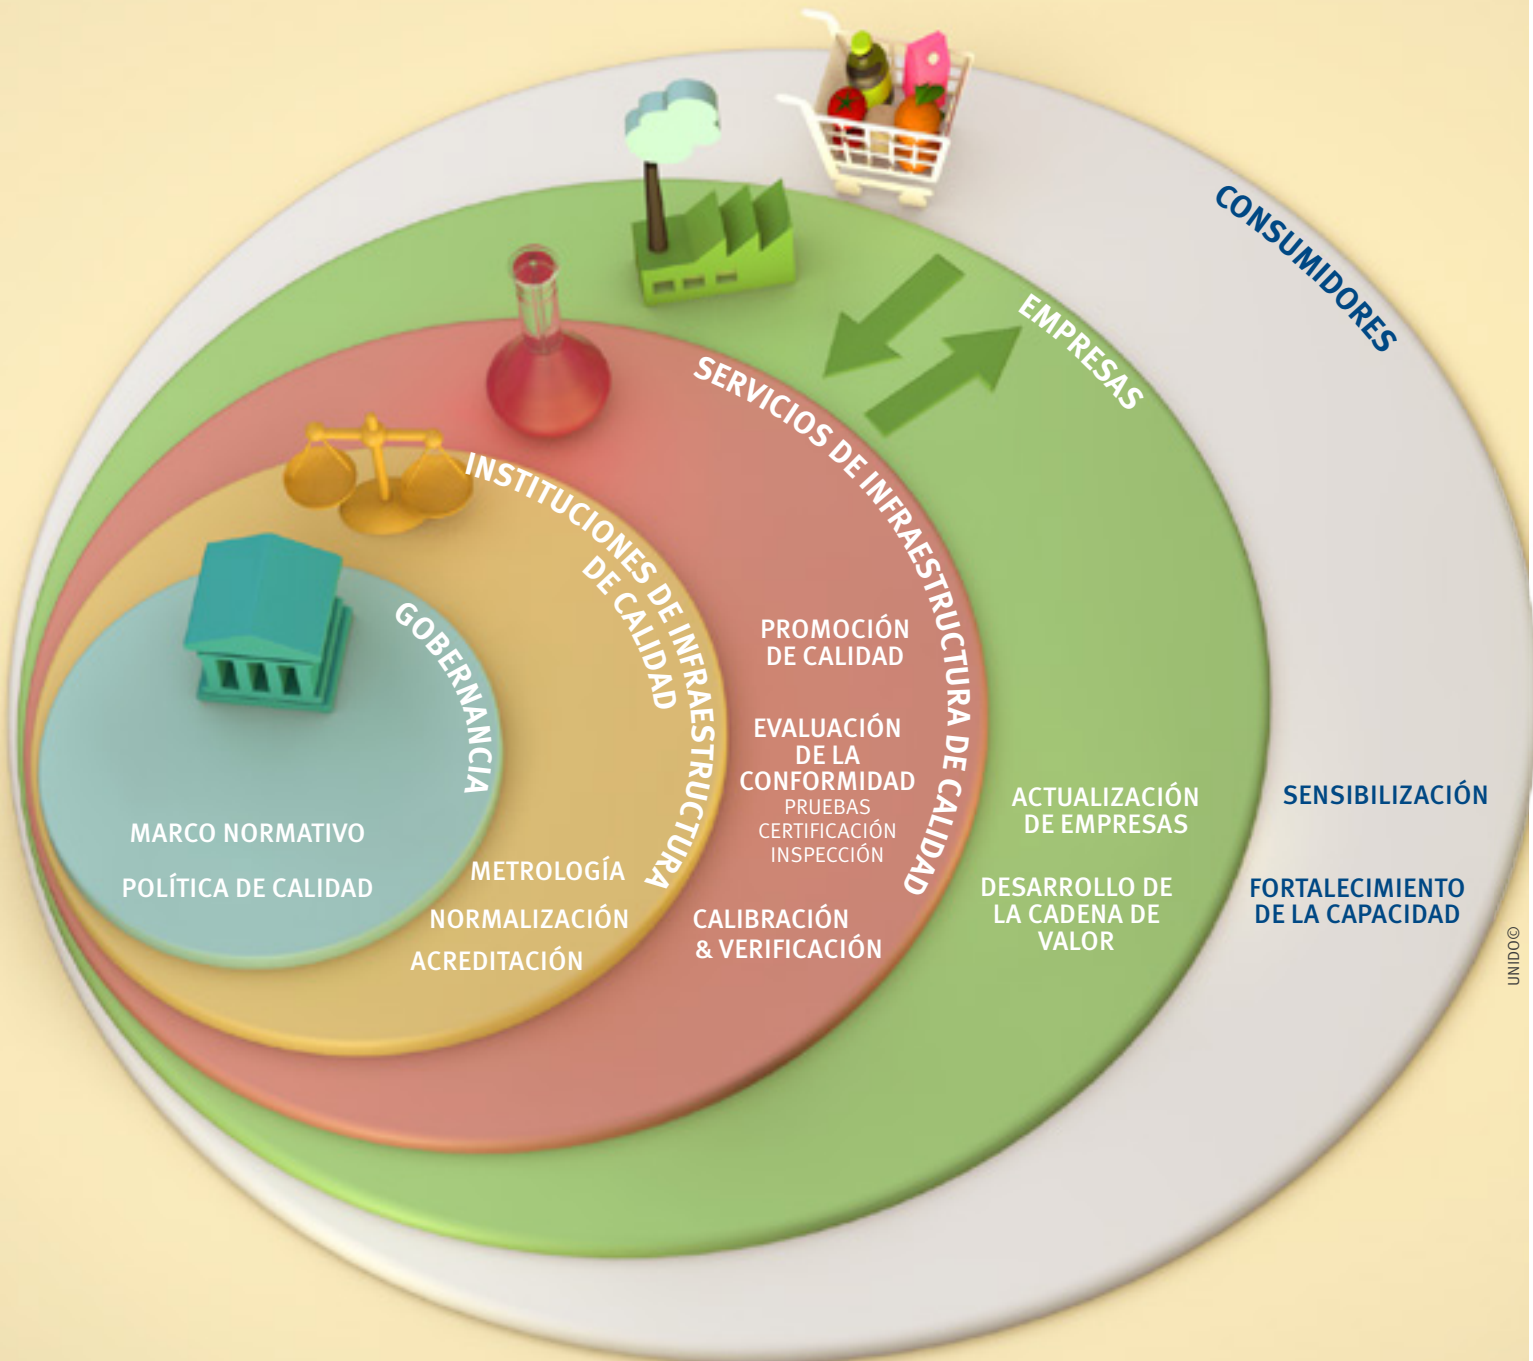 CONSUMIDORES
EMPRESAS
SERVICIOS DE INFRAESTRUCTURA DE CALIDAD
INSTITUCIONES DE INFRAESTRUCTURA
DE CALIDAD
GOBERNANCIA
MARCO NORMATIVO
POLÍTICA DE CALIDAD
METROLOGÍA
NORMALIZACIÓN
ACREDITACIÓN
PROMOCIÓN
DE CALIDAD
EVALUACIÓN
DE LA
CONFORMIDAD
PRUEBAS
CERTIFICACIÓN
INSPECCIÓN
CALIBRACIÓN
& VERIFICACIÓN
ACTUALIZACIÓN
DE EMPRESAS
DESARROLLO DE
LA CADENA DE
VALOR
SENSIBILIZACIÓN
FORTALECIMIENTO
DE LA CAPACIDAD
UNIDO©